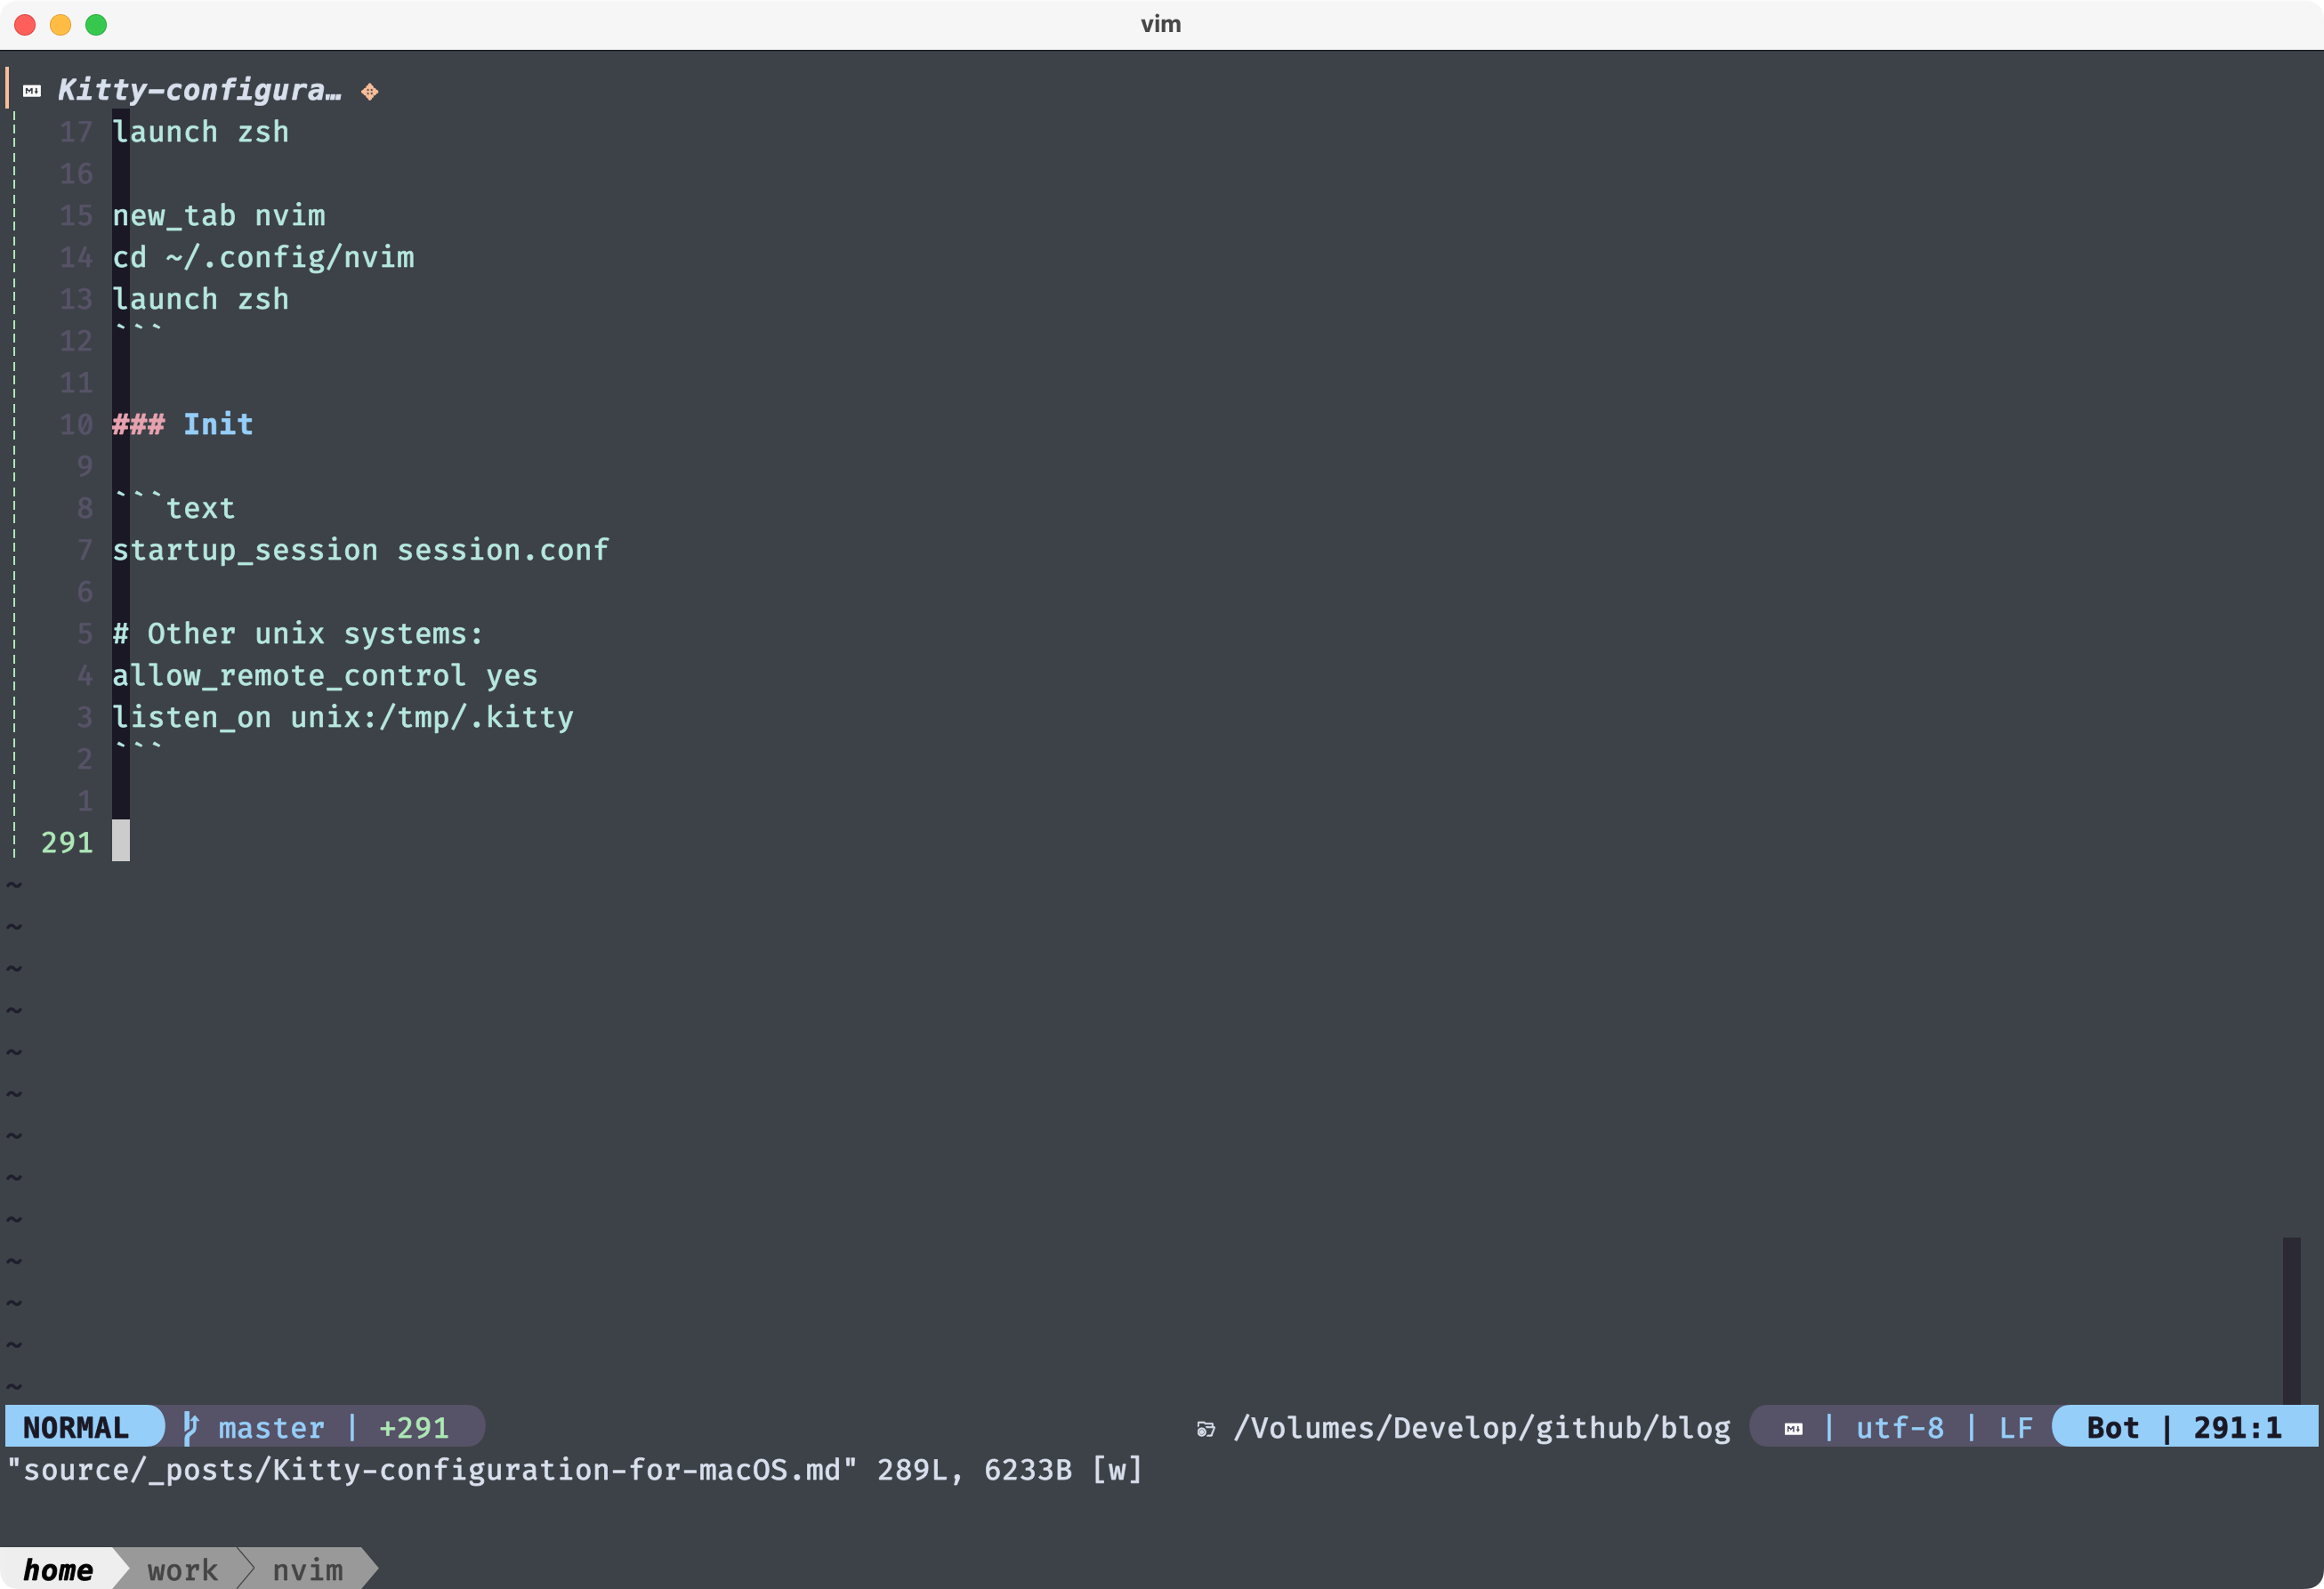 vim
Kitty-configura…
17 launch zsh
16
15 new_tab nvim
14 cd ~/.config/nvim
13 launch zsh
12 ```
11
10 ### Init
9
8 ```text
7 startup_session session.conf
6
5 # Other unix systems:
4 allow_remote_control yes
3 listen_on unix:/tmp/.kitty
2 ```
1
291
~
~
~
~
~
~
~
~
~
~
~
~
~
NORMAL master | +291 /Volumes/Develop/github/blog M↓ | utf-8 | LF Bot | 291:1
"source/_posts/Kitty-configuration-for-macOS.md" 289L, 6233B [w]
home work nvim